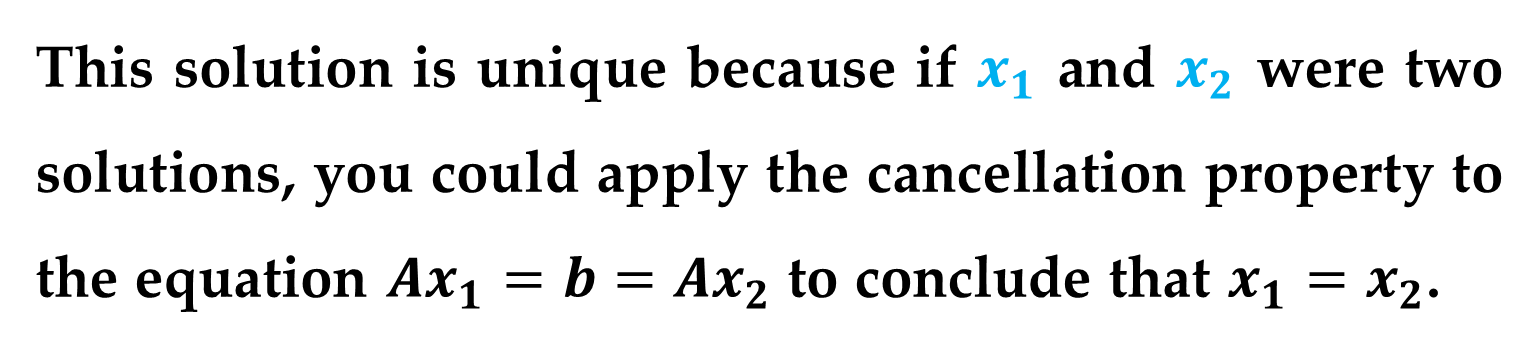 This solution is unique because if x₁ and x₂ were two
solutions, you could apply the cancellation property to
the equation Ax₁ = b = Ax₂ to conclude that x₁ = x₂.